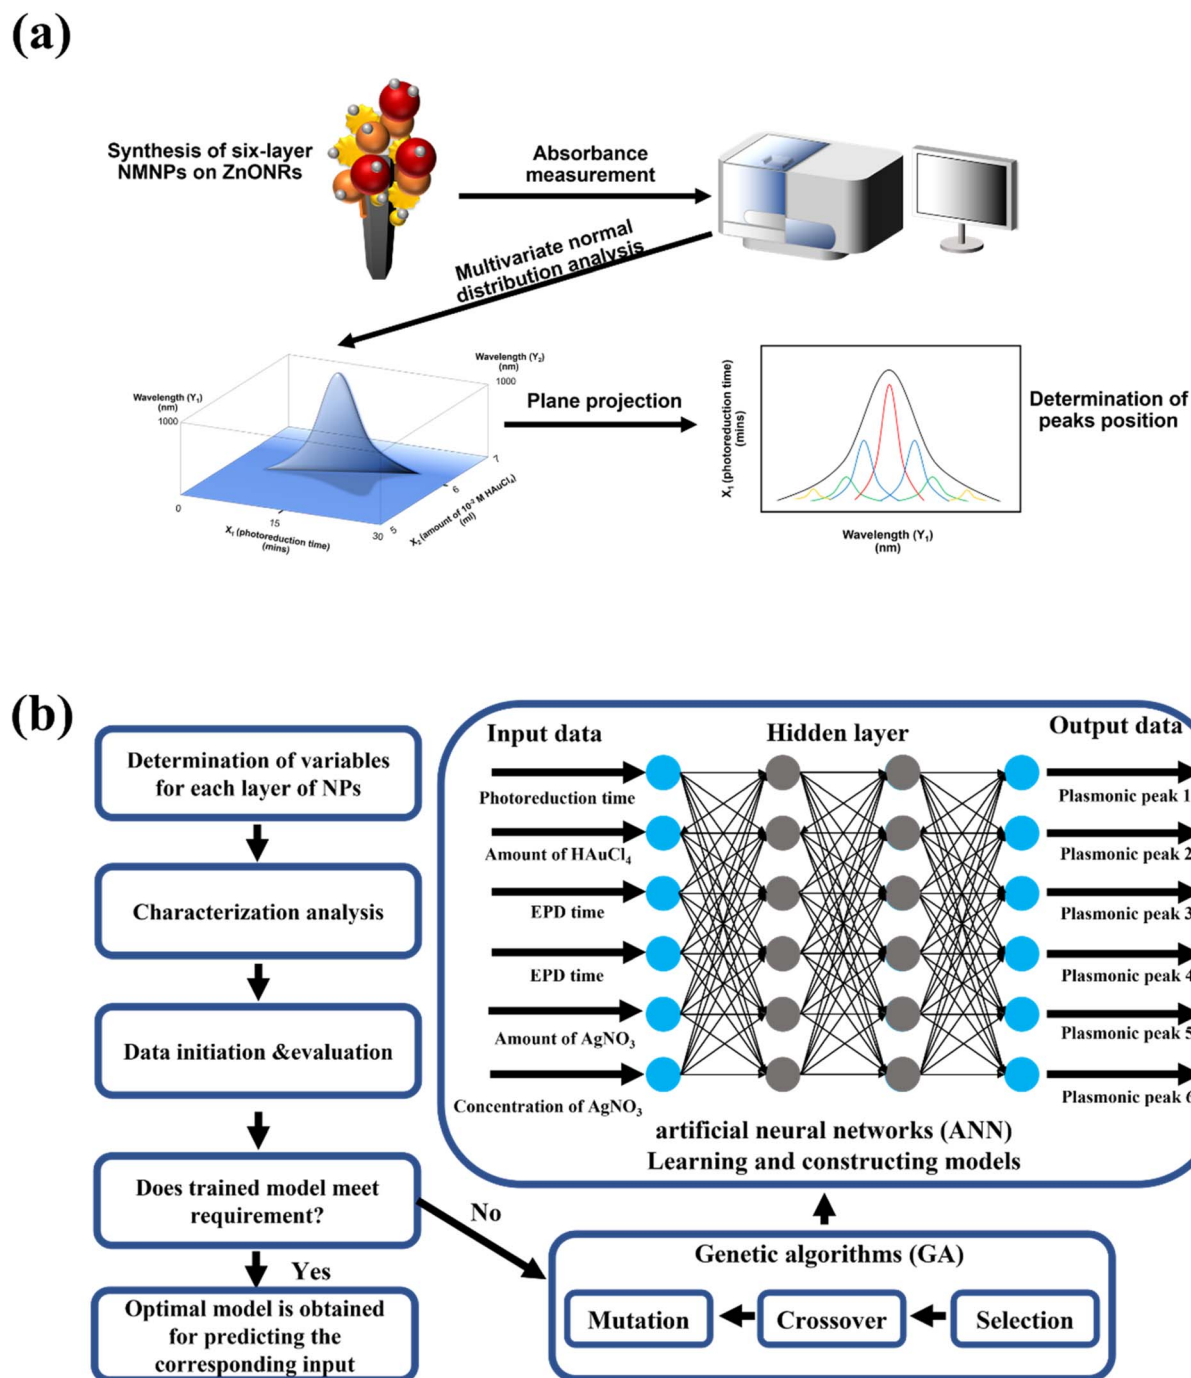 (a)
Synthesis of six-layer
NMNPs on ZnONRs
Absorbance
measurement
Multivariate normal
distribution analysis
Wavelength (Y₁)
(nm)
1000
Wavelength (Y₂)
(nm)
1000
0
15
30
X₁ (photoreduction time)
(mins)
5
6
7
X₂ (amount of 10⁻³ M HAuCl₄)
(ml)
Plane projection
X₁ (photoreduction time)
(mins)
Wavelength (Y₁)
(nm)
Determination of
peaks position
(b)
Determination of variables
for each layer of NPs
Characterization analysis
Data initiation &evaluation
Does trained model meet
requirement?
Yes
No
Optimal model is obtained
for predicting the
corresponding input
Input data
Hidden layer
Output data
Photoreduction time
Plasmonic peak 1
Amount of HAuCl₄
Plasmonic peak 2
EPD time
Plasmonic peak 3
EPD time
Plasmonic peak 4
Amount of AgNO₃
Plasmonic peak 5
Concentration of AgNO₃
Plasmonic peak 6
artificial neural networks (ANN)
Learning and constructing models
Genetic algorithms (GA)
Mutation
Crossover
Selection